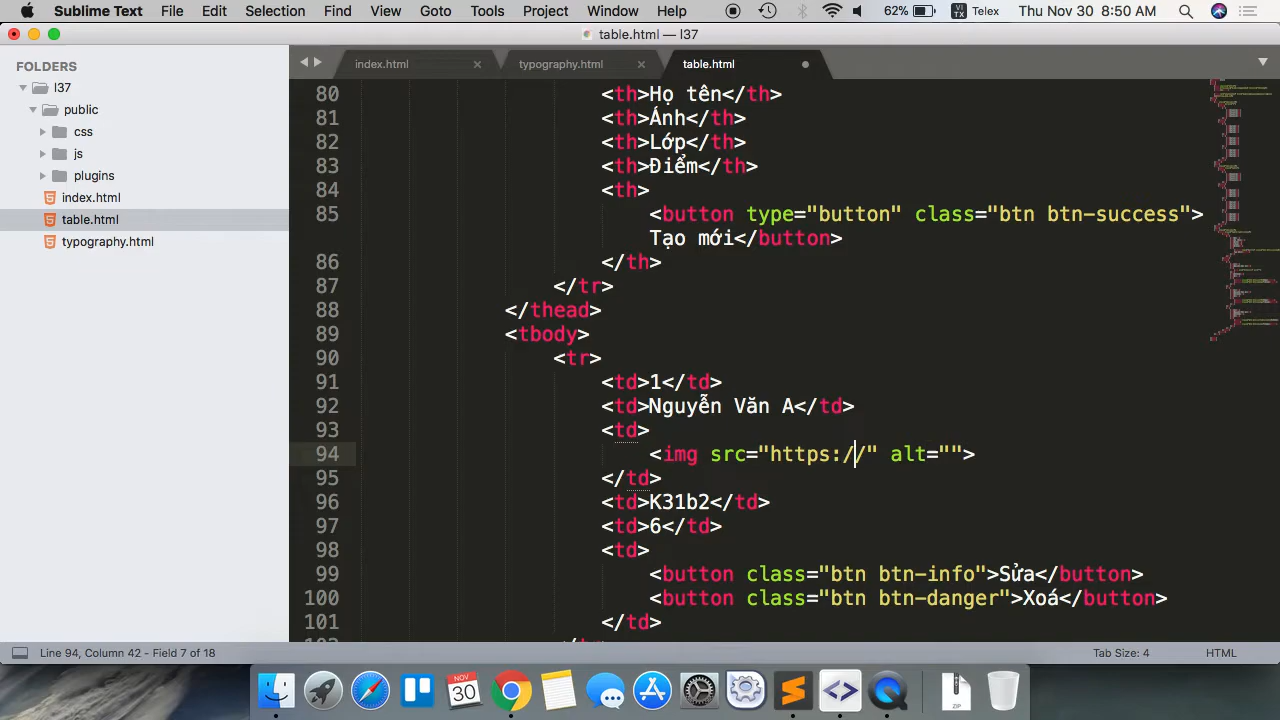 Sublime Text File Edit Selection Find View Goto Tools Project Window Help 62% VI TX Telex Thu Nov 30 8:50 AM
table.html — l37
FOLDERS
l37
public
css
js
plugins
index.html
table.html
typography.html
index.html × typography.html × table.html
80 <th>Họ tên</th>
81 <th>Ảnh</th>
82 <th>Lớp</th>
83 <th>Điểm</th>
84 <th>
85 <button type="button" class="btn btn-success">
Tạo mới</button>
86 </th>
87 </tr>
88 </thead>
89 <tbody>
90 <tr>
91 <td>1</td>
92 <td>Nguyễn Văn A</td>
93 <td>
94 <img src="https://" alt="">
95 </td>
96 <td>K31b2</td>
97 <td>6</td>
98 <td>
99 <button class="btn btn-info">Sửa</button>
100 <button class="btn btn-danger">Xoá</button>
101 </td>
Line 94, Column 42 - Field 7 of 18 Tab Size: 4 HTML
NOV
30
ZIP